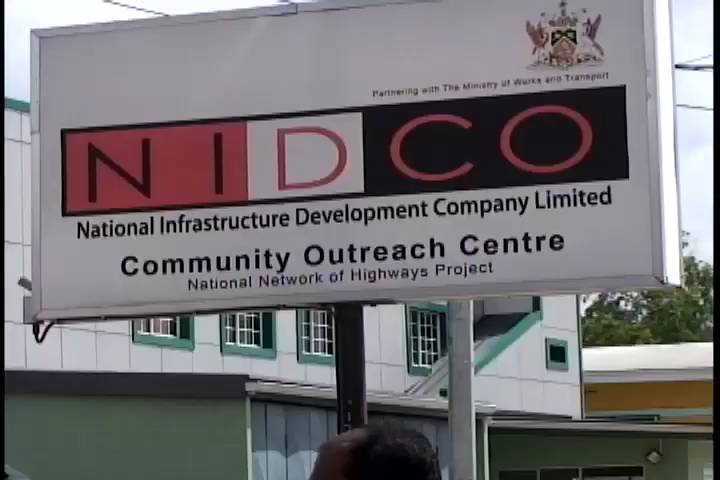 Partnering with The Ministry of Works and Transport
NIDCO
National Infrastructure Development Company Limited
Community Outreach Centre
National Network of Highways Project